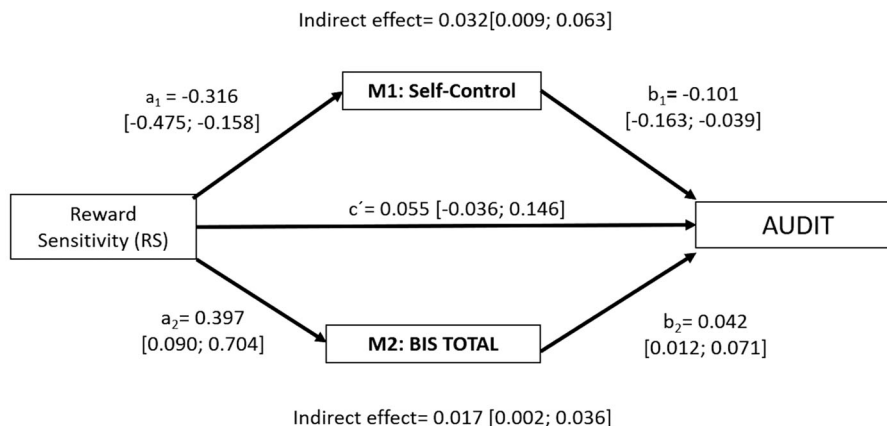 Indirect effect= 0.032[0.009; 0.063]
a₁ = -0.316
[-0.475; -0.158]
M1: Self-Control
b₁= -0.101
[-0.163; -0.039]
Reward
Sensitivity (RS)
c´= 0.055 [-0.036; 0.146]
AUDIT
a₂= 0.397
[0.090; 0.704]
M2: BIS TOTAL
b₂= 0.042
[0.012; 0.071]
Indirect effect= 0.017 [0.002; 0.036]